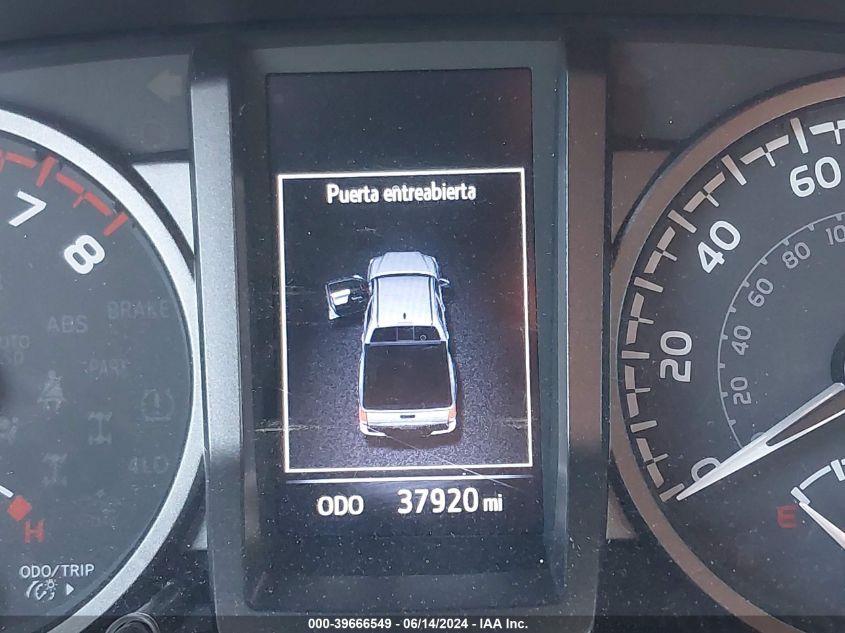 Puerta entreabierta
ODO 37920 mi
7
8
ABS
BRAKE
PARK
4LO
H
ODO/TRIP
60
40
20
0
100
80
60
40
20
E
000-39666549 - 06/14/2024 - IAA Inc.